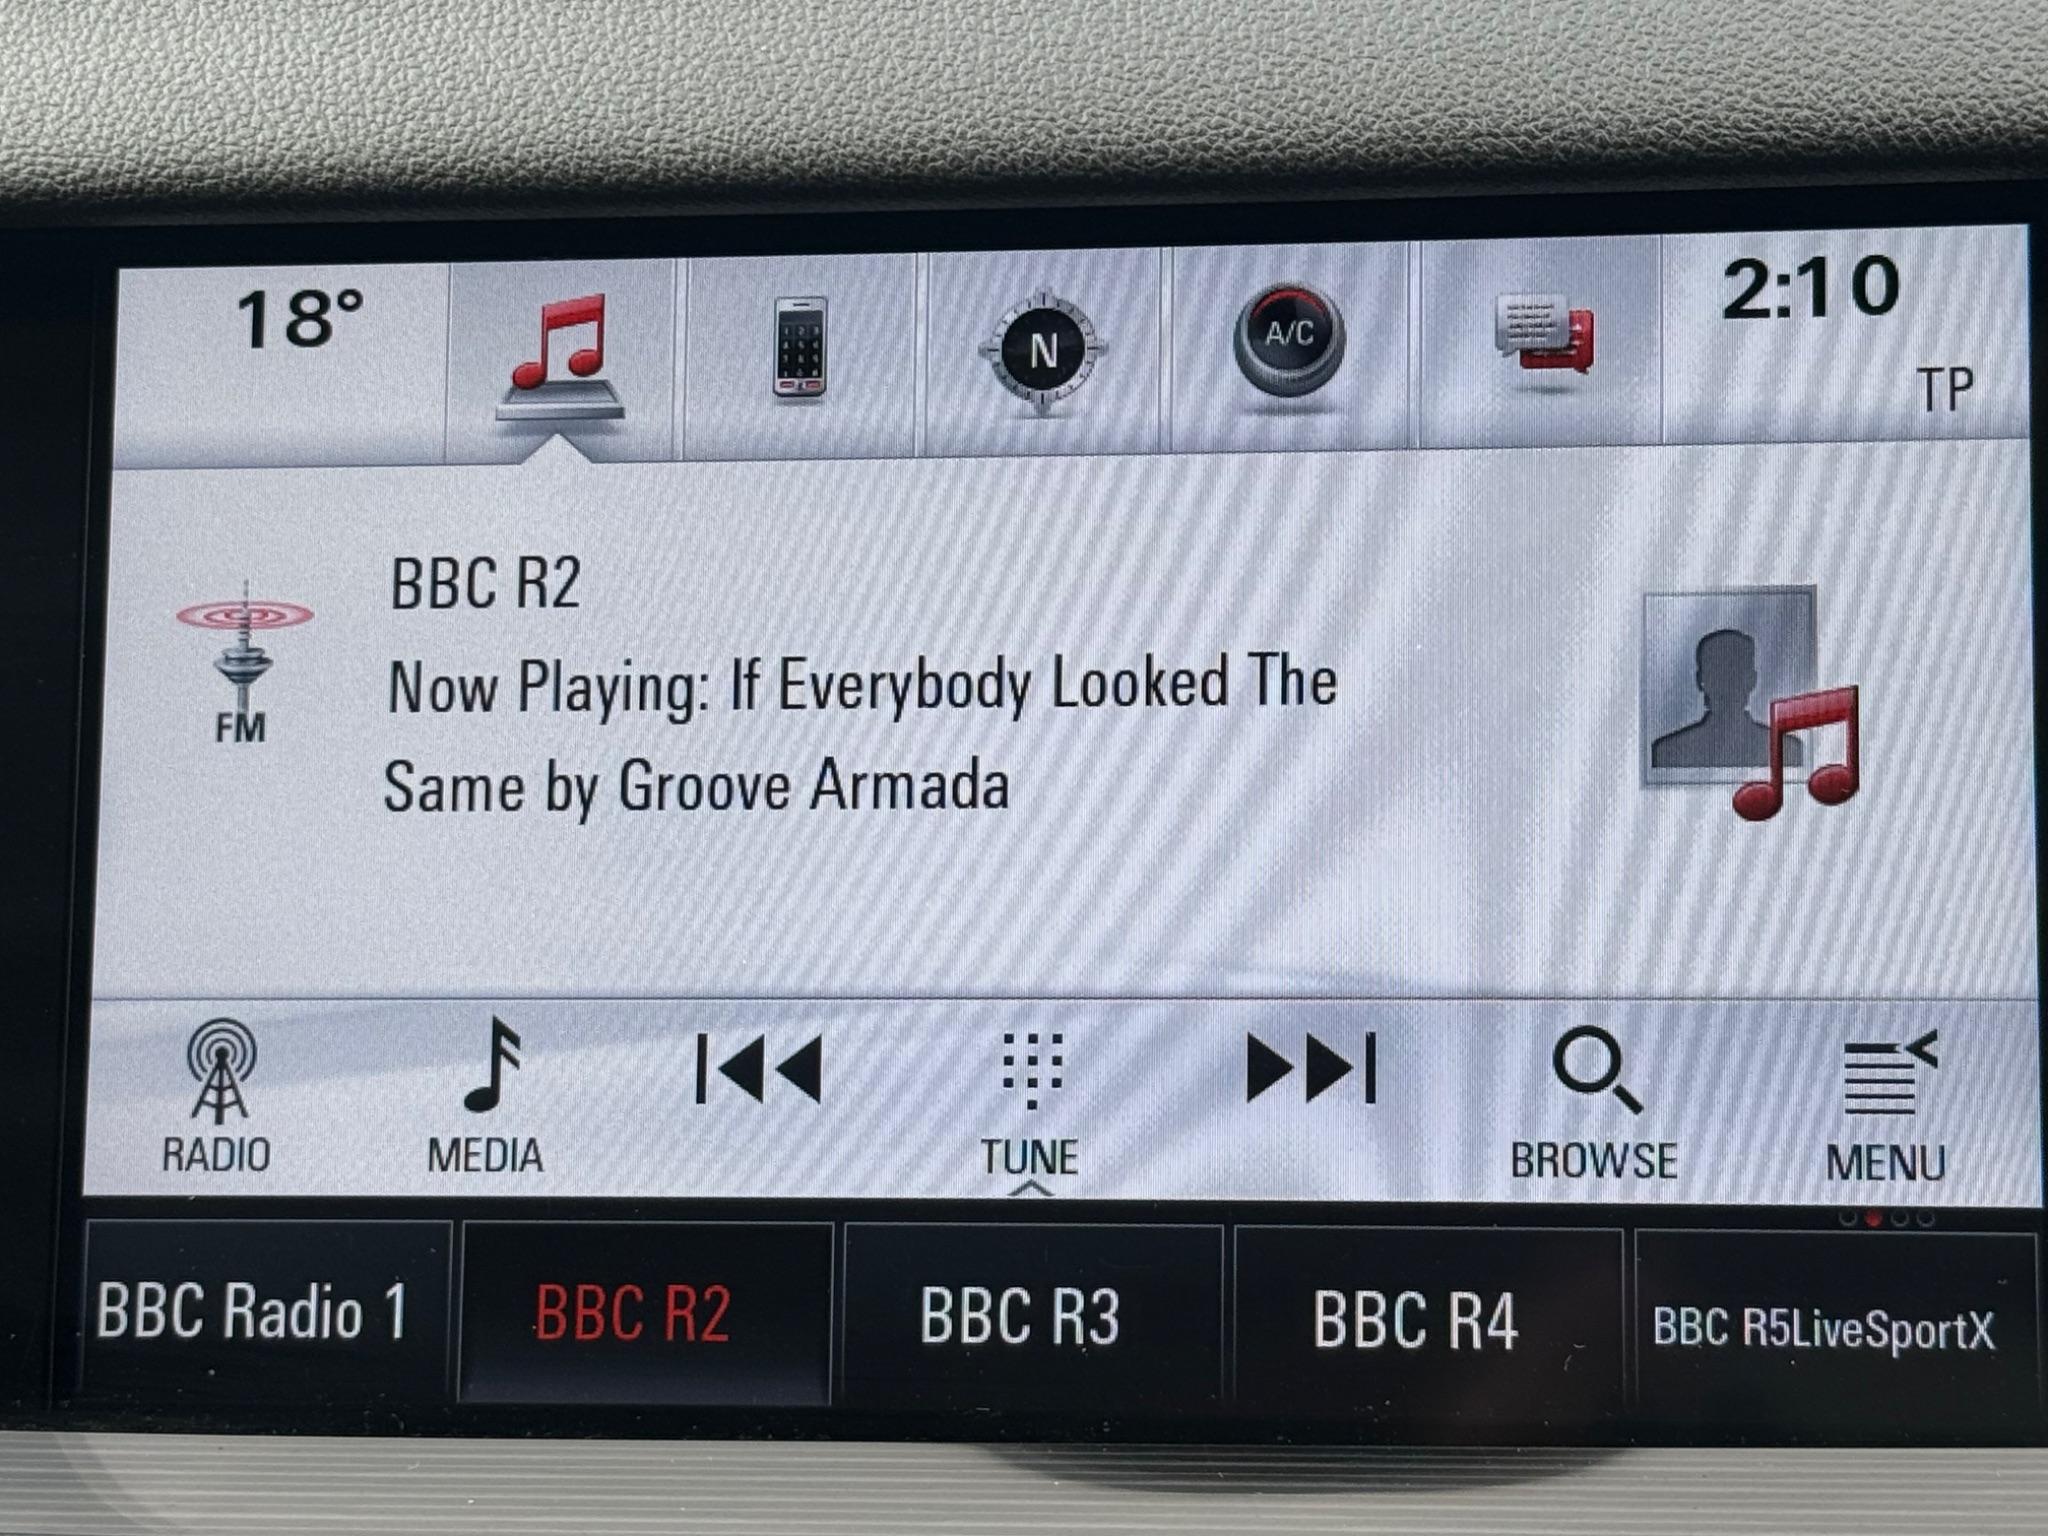 18°
N
A/C
2:10
TP
FM
BBC R2
Now Playing: If Everybody Looked The
Same by Groove Armada
RADIO
MEDIA
TUNE
BROWSE
MENU
BBC Radio 1
BBC R2
BBC R3
BBC R4
BBC R5LiveSportX